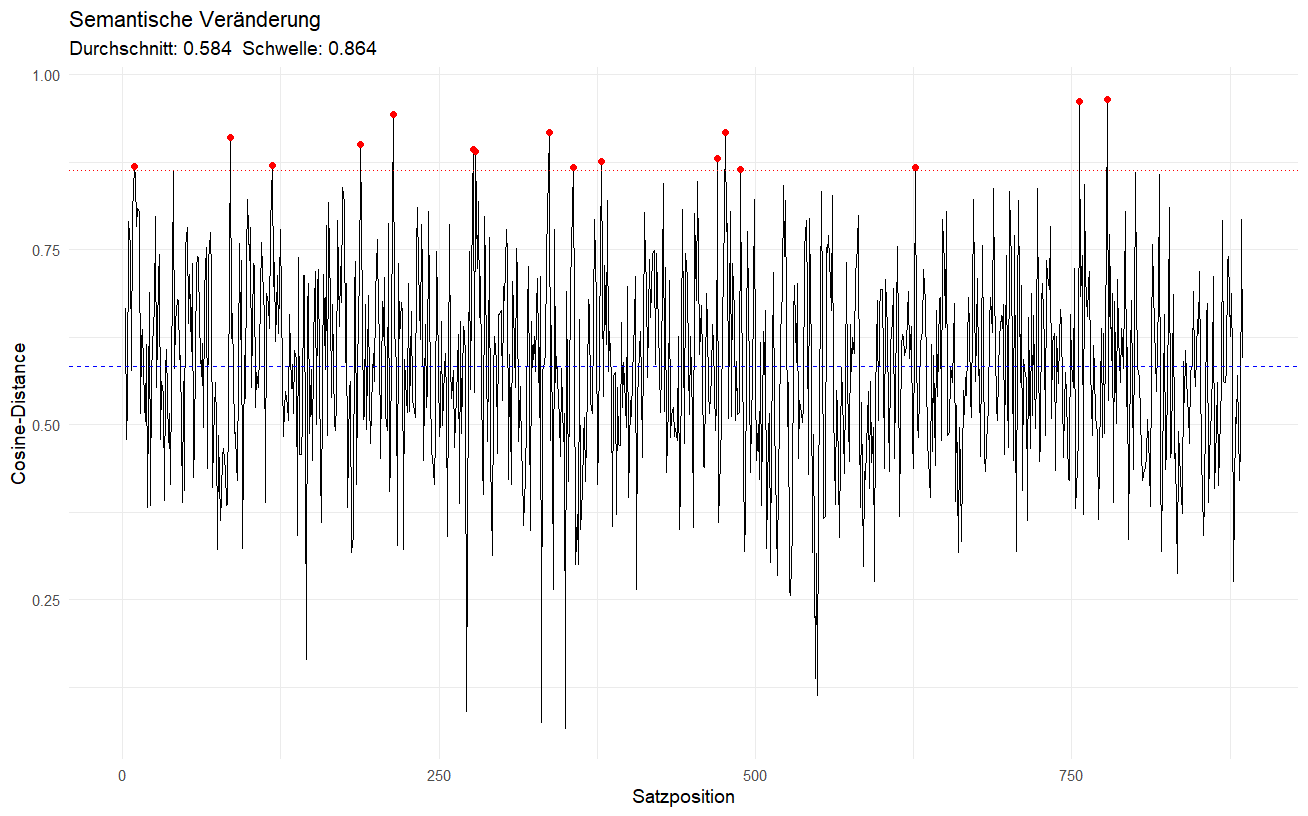 Semantische Veränderung
Durchschnitt: 0.584  Schwelle: 0.864
1.00
0.75
0.50
0.25
Cosine-Distance
0
250
500
750
Satzposition